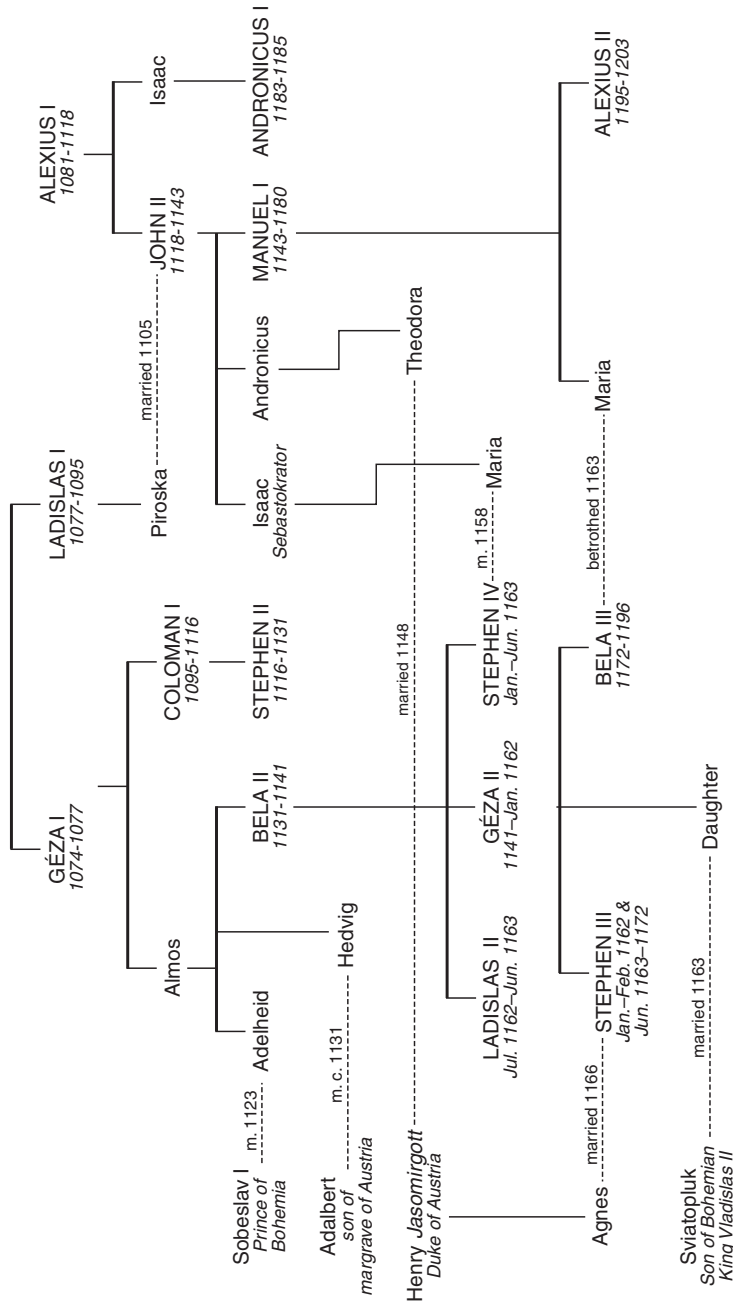 ALEXIUS I
1081-1118
GÉZA I
1074-1077
LADISLAS I
1077-1095
Almos
COLOMAN I
1095-1116
Piroska
married 1105
JOHN II
1118-1143
Isaac
Sobeslav I
Prince of
Bohemia
m. 1123
Adelheid
BELA II
1131-1141
STEPHEN II
1116-1131
Isaac
Sebastokrator
Andronicus
MANUEL I
1143-1180
ANDRONICUS I
1183-1185
Adalbert
son of
margrave of Austria
m. c. 1131
Hedvig
Henry Jasomirgott
Duke of Austria
married 1148
Theodora
LADISLAS II
Jul. 1162–Jun. 1163
GÉZA II
1141–Jan. 1162
STEPHEN IV
Jan.–Jun. 1163
m. 1158
Maria
Agnes
married 1166
STEPHEN III
Jan.–Feb. 1162 &
Jun. 1163–1172
BELA III
1172-1196
betrothed 1163
Maria
ALEXIUS II
1195-1203
Sviatopluk
Son of Bohemian
King Vladislas II
married 1163
Daughter